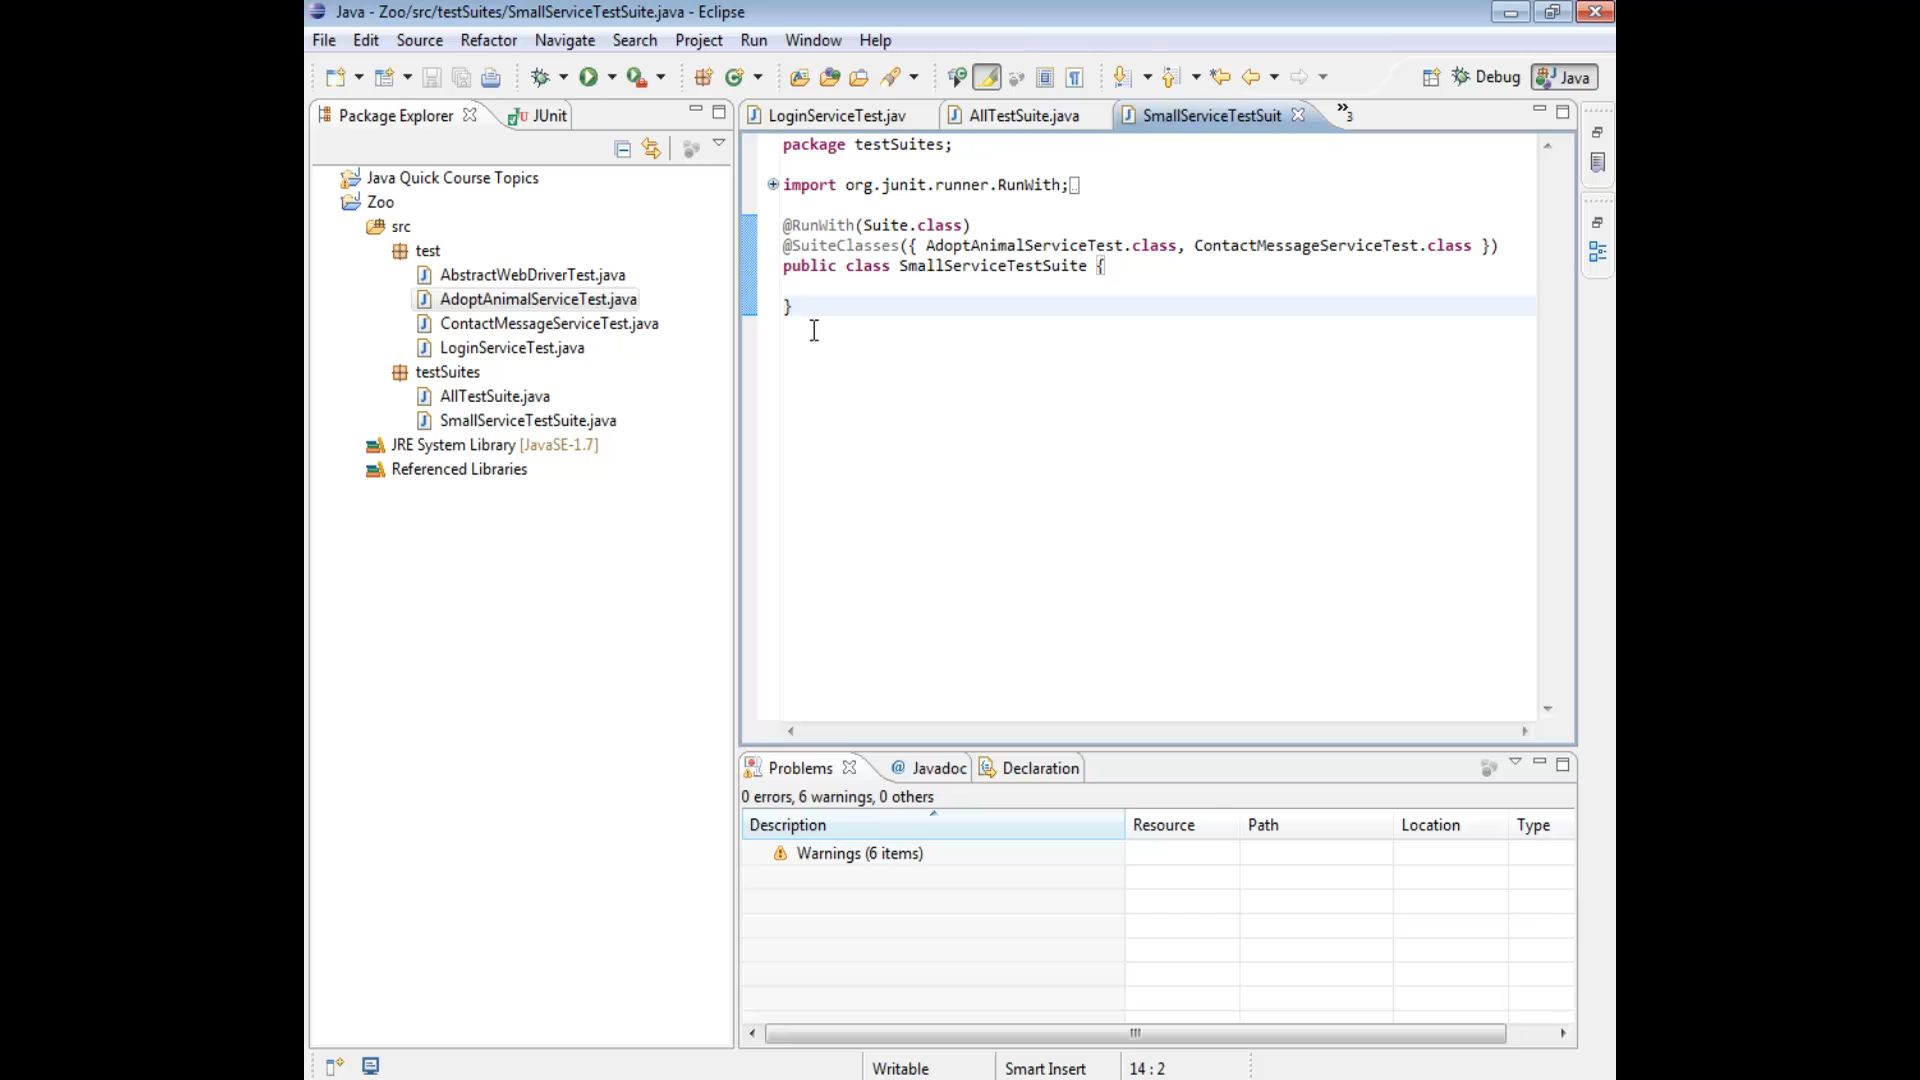 Java - Zoo/src/testSuites/SmallServiceTestSuite.java - Eclipse
File Edit Source Refactor Navigate Search Project Run Window Help
Debug Java
Package Explorer JUnit
LoginServiceTest.jav AllTestSuite.java SmallServiceTestSuit »3
Java Quick Course Topics
Zoo
src
test
AbstractWebDriverTest.java
AdoptAnimalServiceTest.java
ContactMessageServiceTest.java
LoginServiceTest.java
testSuites
AllTestSuite.java
SmallServiceTestSuite.java
JRE System Library [JavaSE-1.7]
Referenced Libraries
package testSuites;
import org.junit.runner.RunWith;
@RunWith(Suite.class)
@SuiteClasses({ AdoptAnimalServiceTest.class, ContactMessageServiceTest.class })
public class SmallServiceTestSuite {
}
Problems @ Javadoc Declaration
0 errors, 6 warnings, 0 others
Description Resource Path Location Type
Warnings (6 items)
Writable Smart Insert 14 : 2